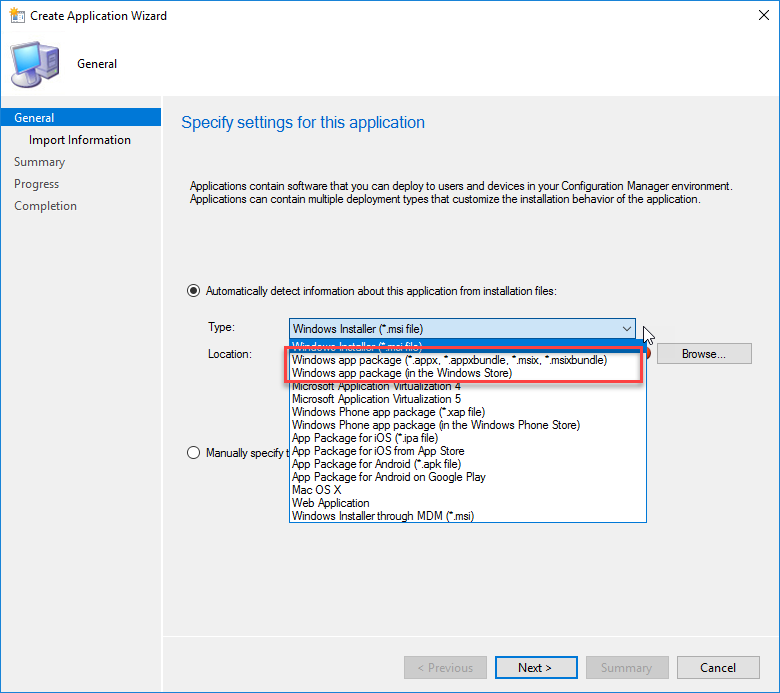 Create Application Wizard
General
General
Import Information
Summary
Progress
Completion
Specify settings for this application
Applications contain software that you can deploy to users and devices in your Configuration Manager environment.
Applications can contain multiple deployment types that customize the installation behavior of the application.
Automatically detect information about this application from installation files:
Type:
Windows Installer (*.msi file)
Location:
Browse...
Windows Installer (*.msi file)
Windows app package (*.appx, *.appxbundle, *.msix, *.msixbundle)
Windows app package (in the Windows Store)
Microsoft Application Virtualization 4
Microsoft Application Virtualization 5
Windows Phone app package (*.xap file)
Windows Phone app package (in the Windows Phone Store)
App Package for iOS (*.ipa file)
App Package for iOS from App Store
App Package for Android (*.apk file)
App Package for Android on Google Play
Mac OS X
Web Application
Windows Installer through MDM (*.msi)
Manually specify t
< Previous
Next >
Summary
Cancel